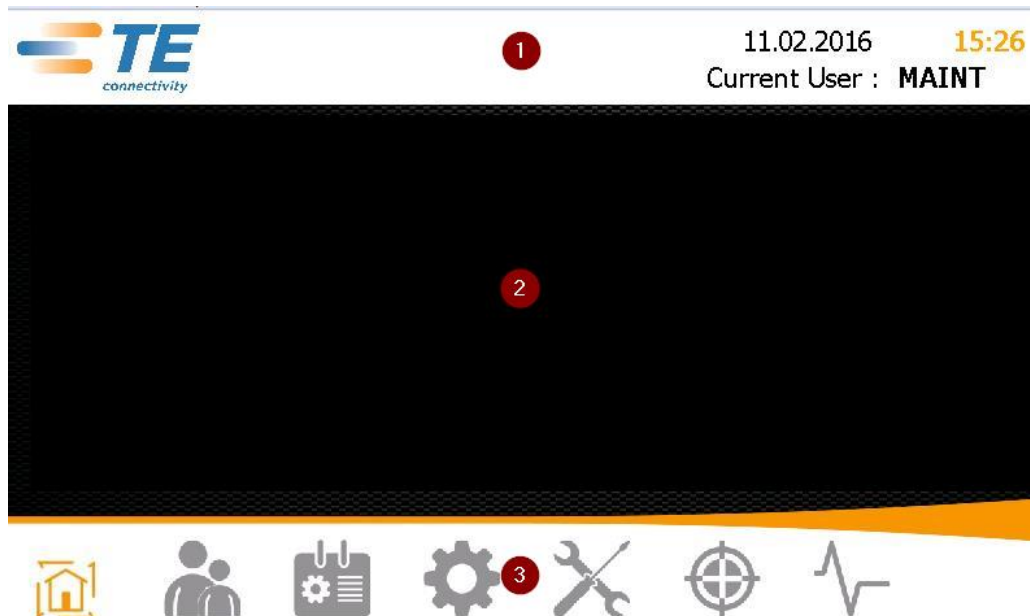 TE
connectivity
1
11.02.2016 15:26
Current User : MAINT
2
3